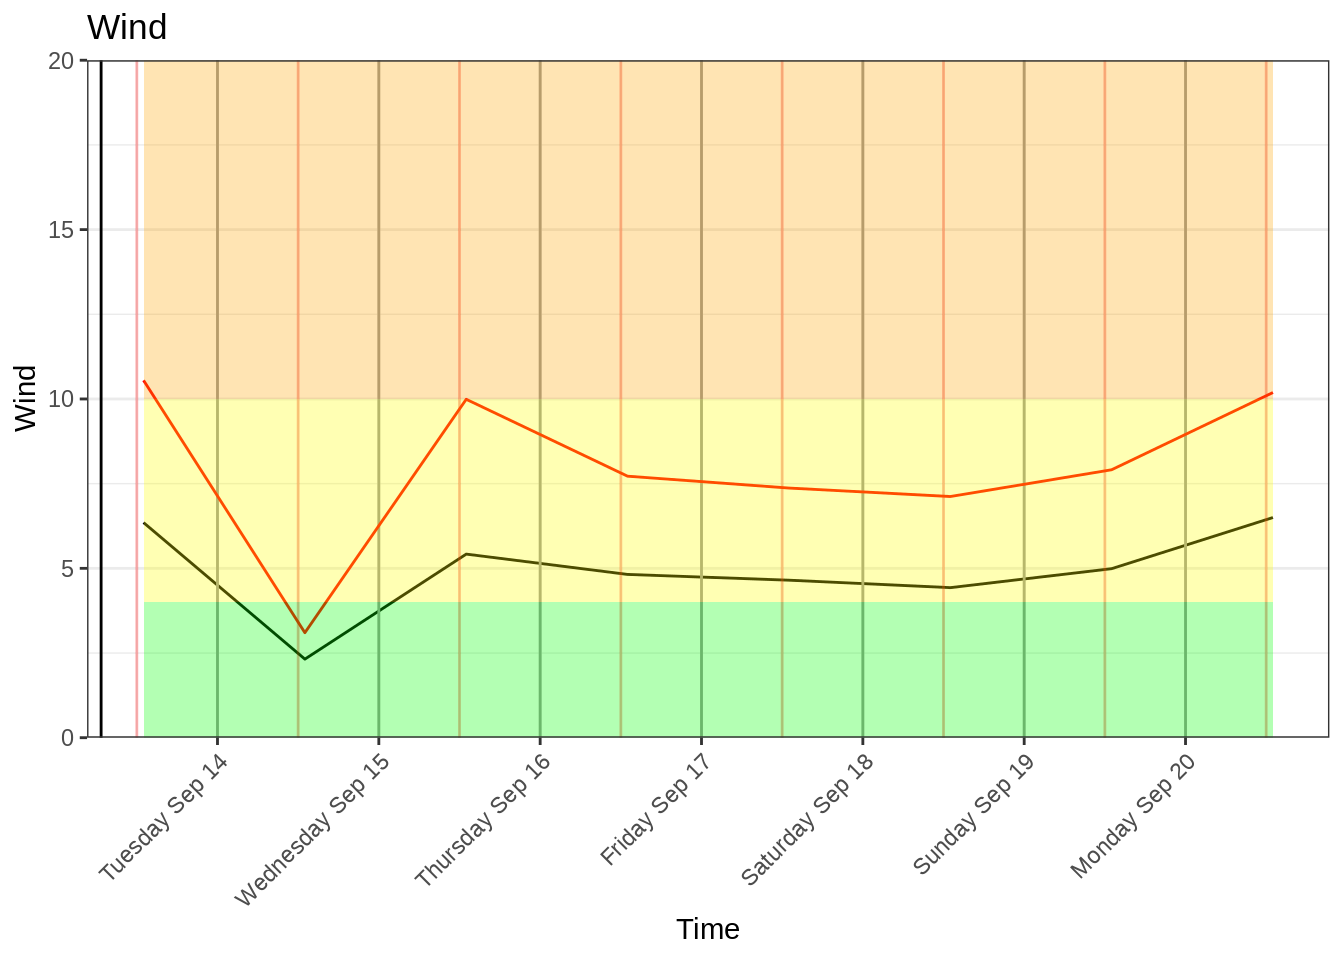 Wind
20
15
10
5
0
Wind
Tuesday Sep 14
Wednesday Sep 15
Thursday Sep 16
Friday Sep 17
Saturday Sep 18
Sunday Sep 19
Monday Sep 20
Time